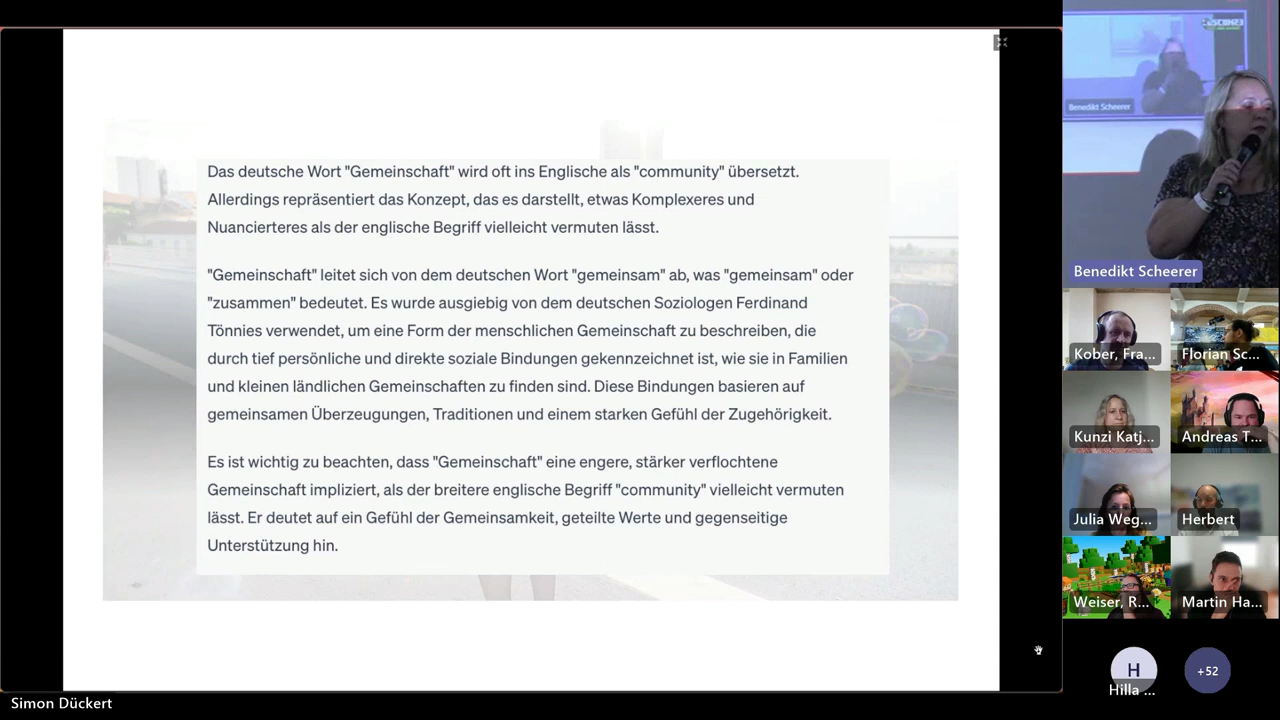 Das deutsche Wort "Gemeinschaft" wird oft ins Englische als "community" übersetzt.
Allerdings repräsentiert das Konzept, das es darstellt, etwas Komplexeres und
Nuancierteres als der englische Begriff vielleicht vermuten lässt.
"Gemeinschaft" leitet sich von dem deutschen Wort "gemeinsam" ab, was "gemeinsam" oder
"zusammen" bedeutet. Es wurde ausgiebig von dem deutschen Soziologen Ferdinand
Tönnies verwendet, um eine Form der menschlichen Gemeinschaft zu beschreiben, die
durch tief persönliche und direkte soziale Bindungen gekennzeichnet ist, wie sie in Familien
und kleinen ländlichen Gemeinschaften zu finden sind. Diese Bindungen basieren auf
gemeinsamen Überzeugungen, Traditionen und einem starken Gefühl der Zugehörigkeit.
Es ist wichtig zu beachten, dass "Gemeinschaft" eine engere, stärker verflochtene
Gemeinschaft impliziert, als der breitere englische Begriff "community" vielleicht vermuten
lässt. Er deutet auf ein Gefühl der Gemeinsamkeit, geteilte Werte und gegenseitige
Unterstützung hin.
Simon Dückert
Benedikt Scheerer
Benedikt Scheerer
Kober, Fra...
Florian Sc...
Kunzi Katj...
Andreas T...
Julia Weg...
Herbert
Weiser, R...
Martin Ha...
H
Hilla ...
+52